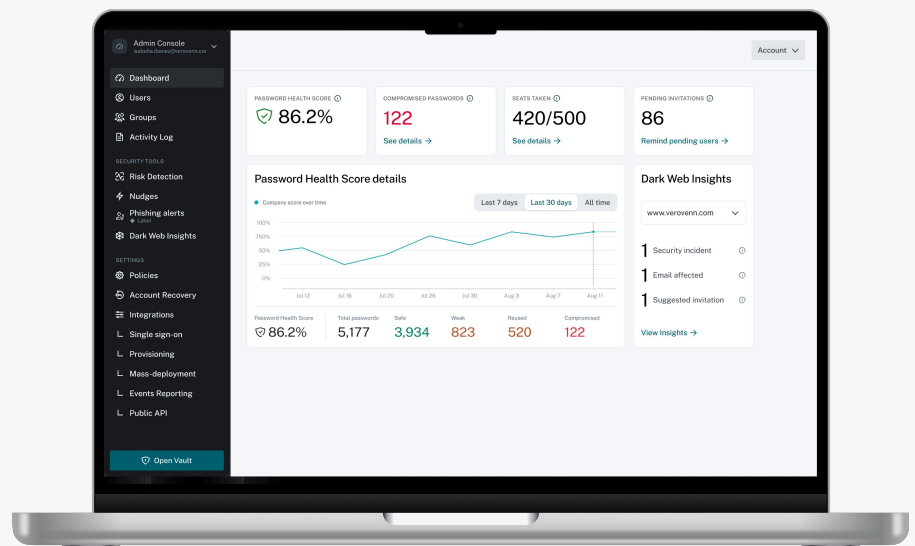 Admin Console
isabelle.ibanez@verovenn.com
Account
Dashboard
Users
Groups
Activity Log
SECURITY TOOLS
Risk Detection
Nudges
Phishing alerts
Label
Dark Web Insights
SETTINGS
Policies
Account Recovery
Integrations
Single sign-on
Provisioning
Mass-deployment
Events Reporting
Public API
Open Vault
PASSWORD HEALTH SCORE
86.2%
COMPROMISED PASSWORDS
122
See details →
SEATS TAKEN
420/500
See details →
PENDING INVITATIONS
86
Remind pending users →
Password Health Score details
Company score over time
Last 7 days Last 30 days All time
100%
750%
50%
25%
0%
Jul 12 Jul 16 Jul 20 Jul 26 Jul 30 Aug 3 Aug 7 Aug 11
Password Health Score Total passwords Safe Weak Reused Compromised
86.2% 5,177 3,934 823 520 122
Dark Web Insights
www.verovenn.com
1 Security incident
1 Email affected
1 Suggested invitation
View Insights →